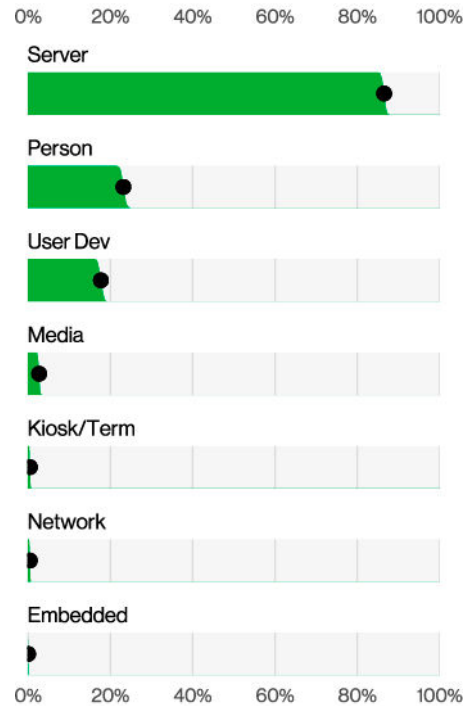 0% 20% 40% 60% 80% 100%
Server
Person
User Dev
Media
Kiosk/Term
Network
Embedded
0% 20% 40% 60% 80% 100%